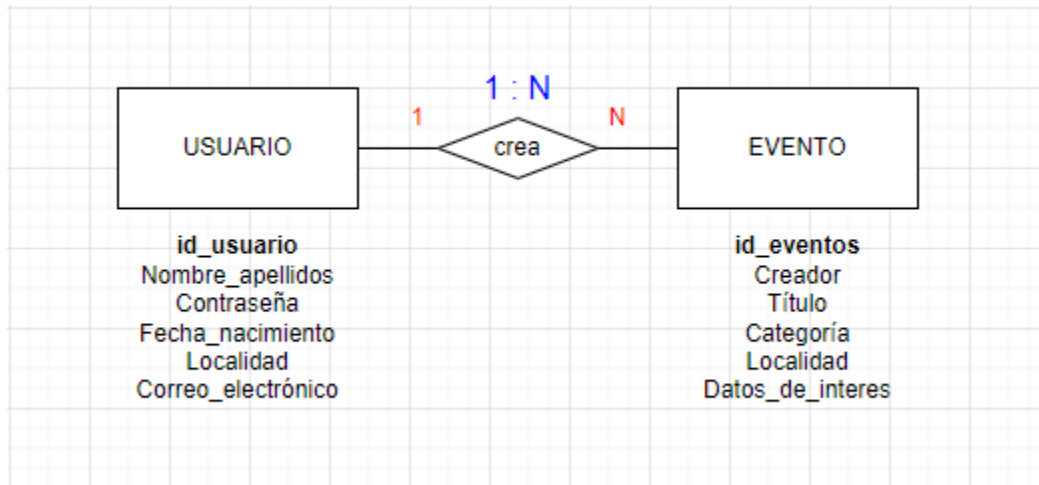 1 : N
USUARIO
1
crea
N
EVENTO
id_usuario
Nombre_apellidos
Contraseña
Fecha_nacimiento
Localidad
Correo_electrónico
id_eventos
Creador
Título
Categoría
Localidad
Datos_de_interes